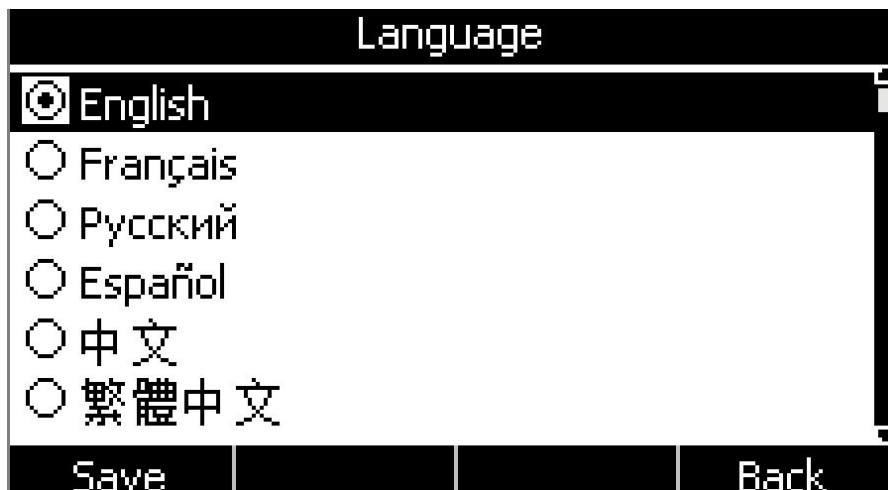 Language
English
Français
Русский
Español
中文
繁體中文
Save Back